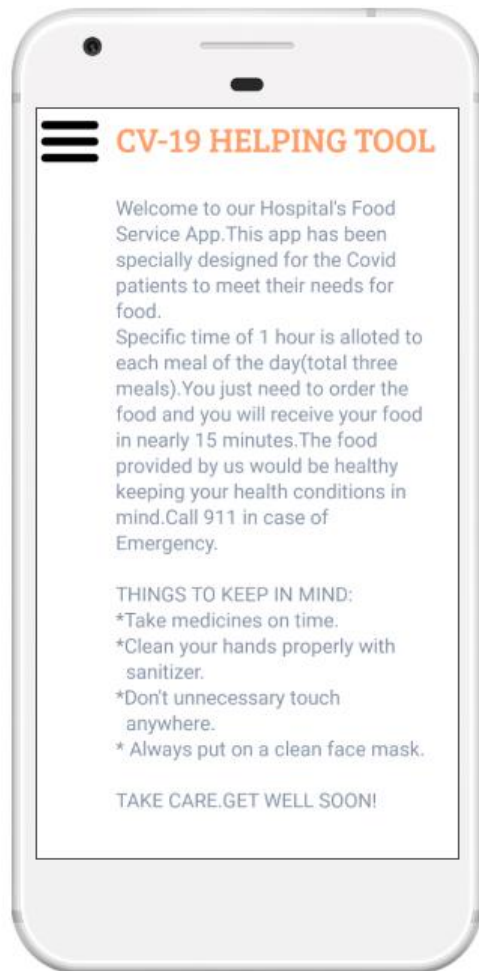 CV-19 HELPING TOOL
Welcome to our Hospital's Food
Service App.This app has been
specially designed for the Covid
patients to meet their needs for
food.
Specific time of 1 hour is alloted to
each meal of the day(total three
meals).You just need to order the
food and you will receive your food
in nearly 15 minutes.The food
provided by us would be healthy
keeping your health conditions in
mind.Call 911 in case of
Emergency.
THINGS TO KEEP IN MIND:
*Take medicines on time.
*Clean your hands properly with
sanitizer.
*Don't unnecessary touch
anywhere.
* Always put on a clean face mask.
TAKE CARE.GET WELL SOON!